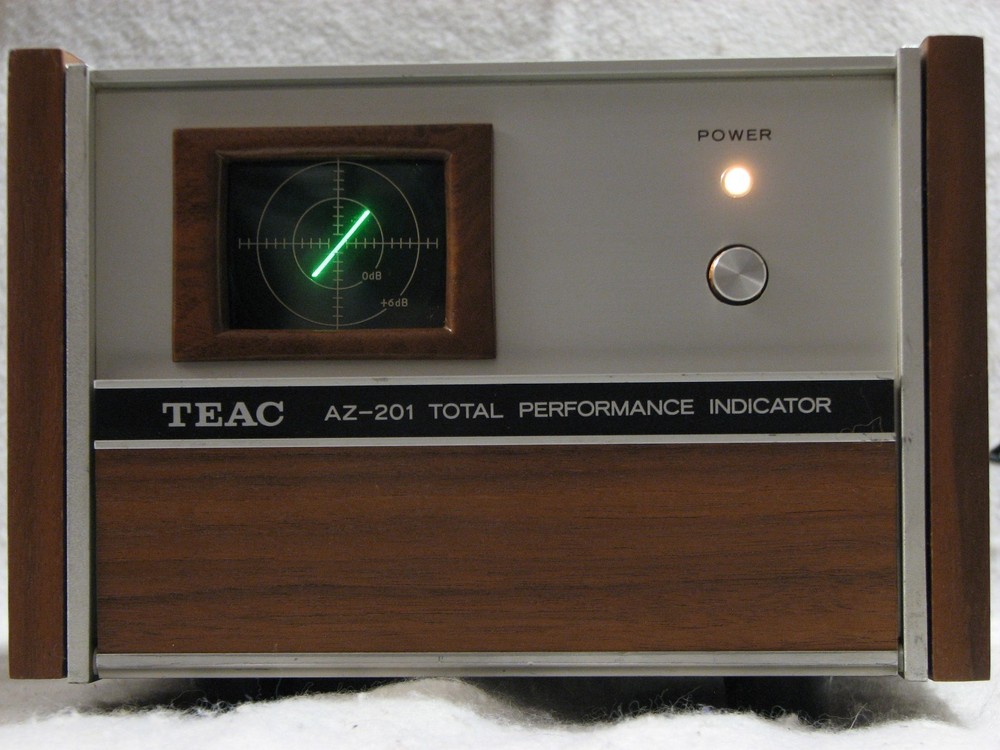 POWER
0dB
+6dB
TEAC AZ-201 TOTAL PERFORMANCE INDICATOR